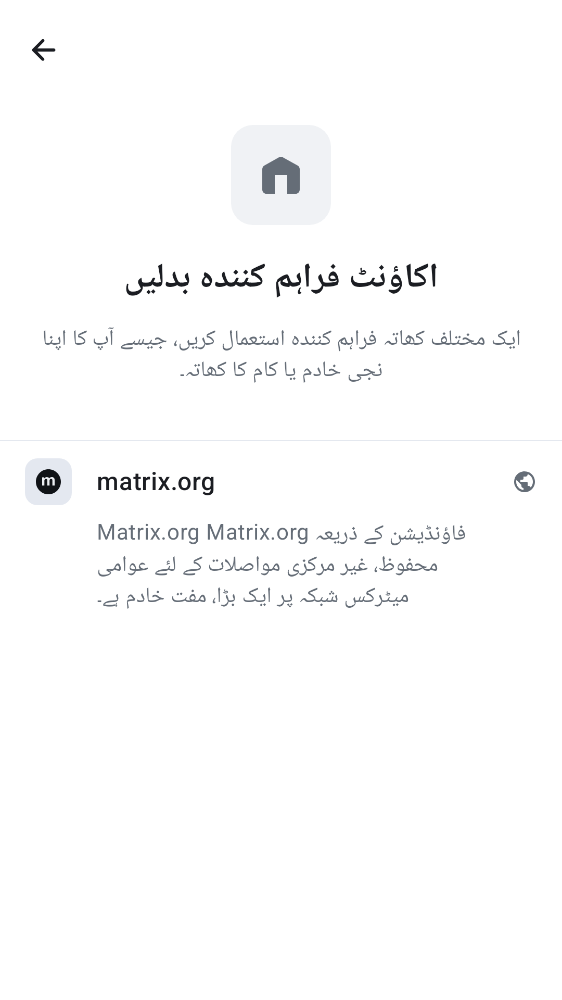 اکاؤنٹ فراہم کنندہ بدلیں
ایک مختلف کھاتہ فراہم کنندہ استعمال کریں، جیسے آپ کا اپنا
نجی خادم یا کام کا کھاتہ۔
m
matrix.org
Matrix.org Matrix.org فاؤنڈیشن کے ذریعہ
محفوظ، غیر مرکزی مواصلات کے لئے عوامی
میٹرکس شبکہ پر ایک بڑا، مفت خادم ہے۔